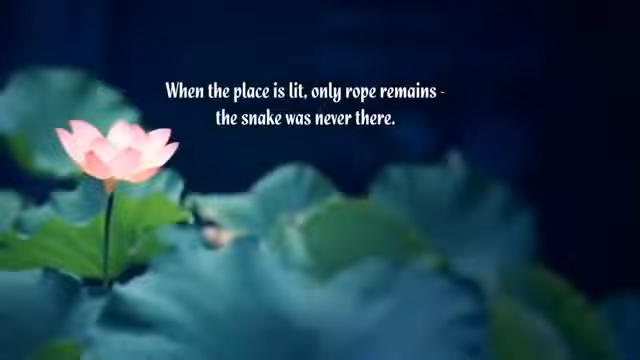 When the place is lit, only rope remains -
the snake was never there.